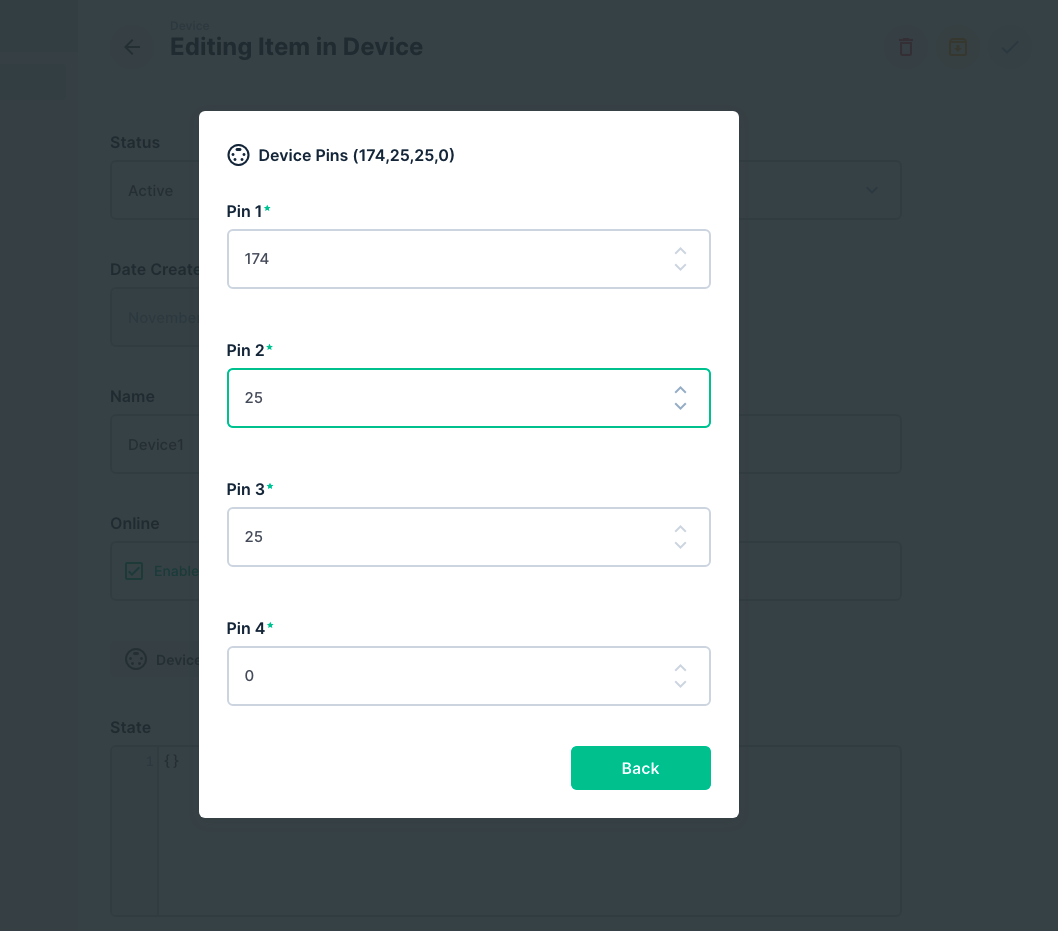 Device
Editing Item in Device
Status
Active
Date Create
November
Name
Device1
Online
Enable
Device
State
1 {}
Device Pins (174,25,25,0)
Pin 1*
174
Pin 2*
25
Pin 3*
25
Pin 4*
0
Back